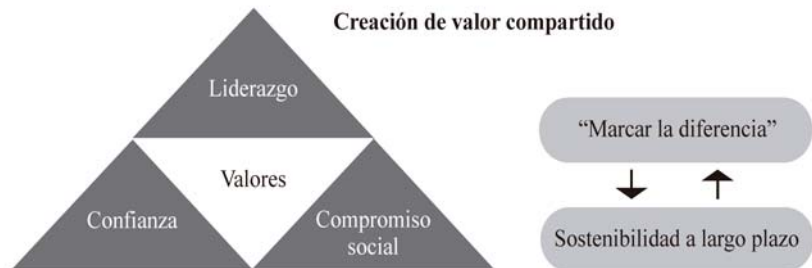 Creación de valor compartido
Liderazgo
Valores
Confianza
Compromiso
social
“Marcar la diferencia”
Sostenibilidad a largo plazo